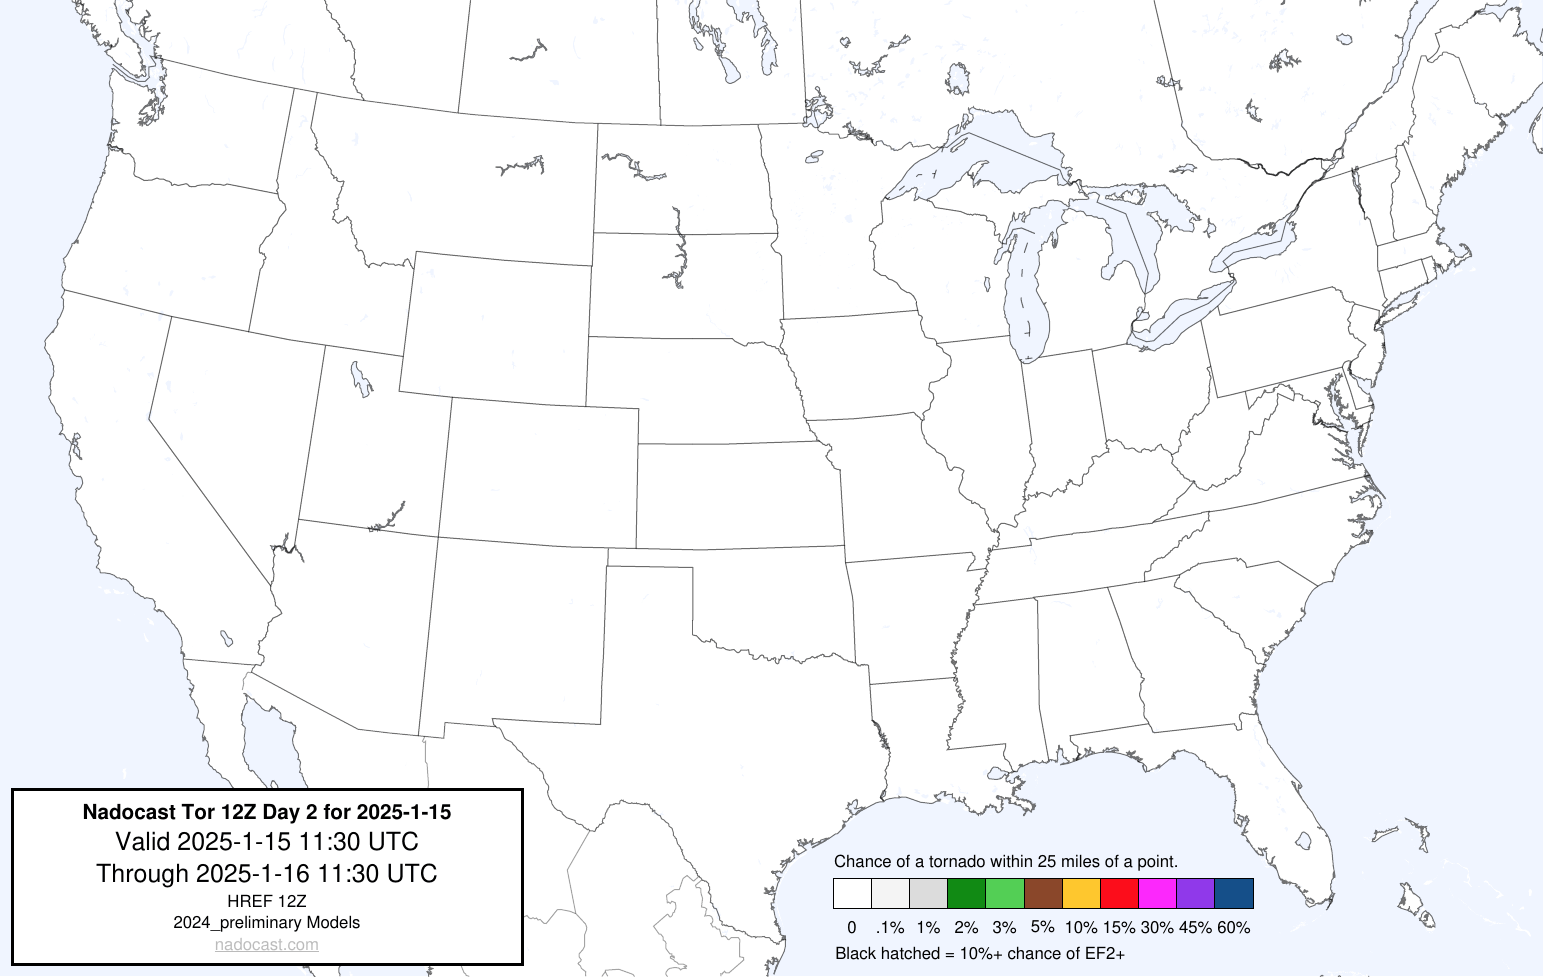 Nadocast Tor 12Z Day 2 for 2025-1-15
Valid 2025-1-15 11:30 UTC
Through 2025-1-16 11:30 UTC
HREF 12Z
2024_preliminary Models
nadocast.com
Chance of a tornado within 25 miles of a point.
0 .1% 1% 2% 3% 5% 10% 15% 30% 45% 60%
Black hatched = 10%+ chance of EF2+